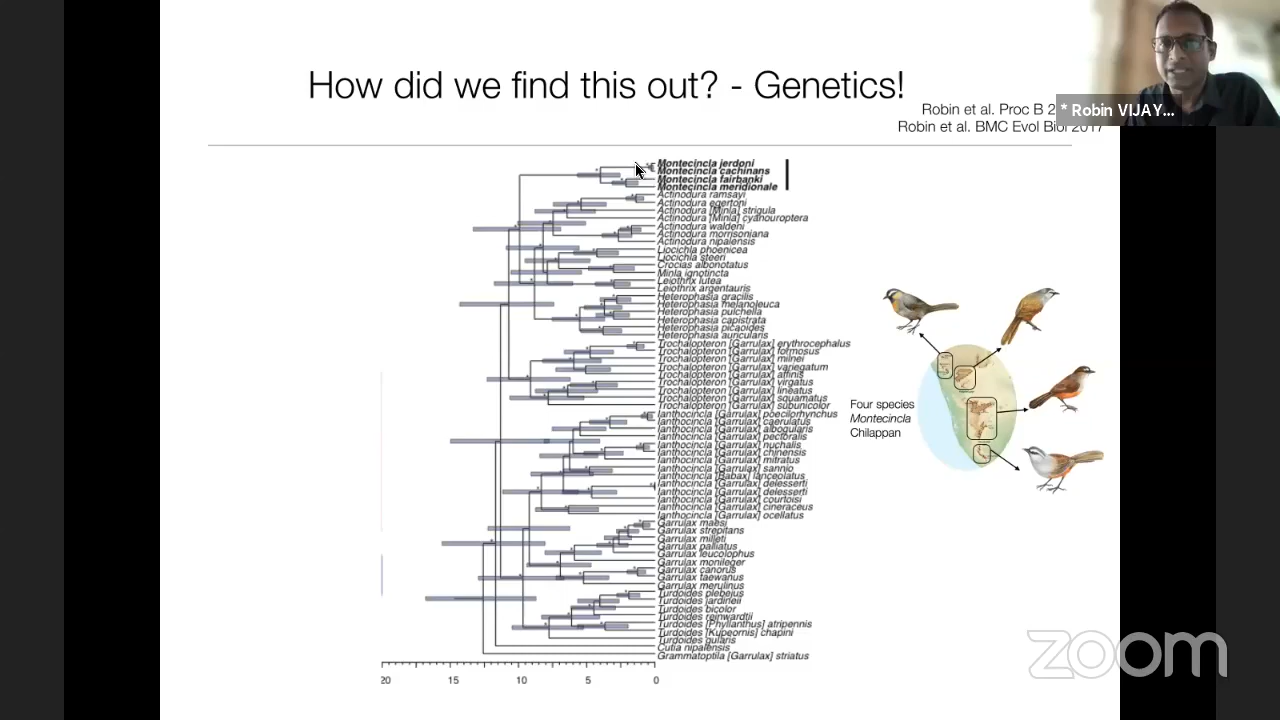 How did we find this out? - Genetics!
Robin et al. Proc B 2
Robin et al. BMC Evol Biol 2017
* Robin VIJAY...
Montecincla jerdoni
Montecincla cachinans
Montecincla fairbanki
Montecincla meridionale
Actinodura ramsayi
Actinodura egertoni
Actinodura [Minla] strigula
Actinodura [Minla] cyanouroptera
Actinodura waldeni
Actinodura morrisoniana
Actinodura nipalensis
Liocichla phoenicea
Liocichla steeri
Crocias albonotatus
Minla ignotincta
Leiothrix lutea
Leiothrix argentauris
Heterophasia gracilis
Heterophasia melanoleuca
Heterophasia pulchella
Heterophasia capistrata
Heterophasia picaoides
Heterophasia auricularis
Trochalopteron [Garrulax] erythrocephalus
Trochalopteron [Garrulax] formosus
Trochalopteron [Garrulax] milnei
Trochalopteron [Garrulax] variegatum
Trochalopteron [Garrulax] affinis
Trochalopteron [Garrulax] virgatus
Trochalopteron [Garrulax] lineatus
Trochalopteron [Garrulax] squamatus
Trochalopteron [Garrulax] subunicolor
Ianthocincla [Garrulax] poecilorhynchus
Ianthocincla [Garrulax] caerulatus
Ianthocincla [Garrulax] albogularis
Ianthocincla [Garrulax] pectoralis
Ianthocincla [Garrulax] nuchalis
Ianthocincla [Garrulax] chinensis
Ianthocincla [Garrulax] mitratus
Ianthocincla [Garrulax] sannio
Ianthocincla [Babax] lanceolatus
Ianthocincla [Garrulax] delesserti
Ianthocincla [Garrulax] delesserti
Ianthocincla [Garrulax] courtoisi
Ianthocincla [Garrulax] cineraceus
Ianthocincla [Garrulax] ocellatus
Garrulax maesi
Garrulax strepitans
Garrulax milleti
Garrulax palliatus
Garrulax leucolophus
Garrulax monileger
Garrulax canorus
Garrulax taewanus
Garrulax merulinus
Turdoides plebejus
Turdoides jardineii
Turdoides bicolor
Turdoides reinwardtii
Turdoides [Phyllanthus] atripennis
Turdoides [Kupeornis] chapini
Turdoides gularis
Cutia nipalensis
Grammatoptila [Garrulax] striatus
20 15 10 5 0
Four species
Montecincla
Chilappan
zoom